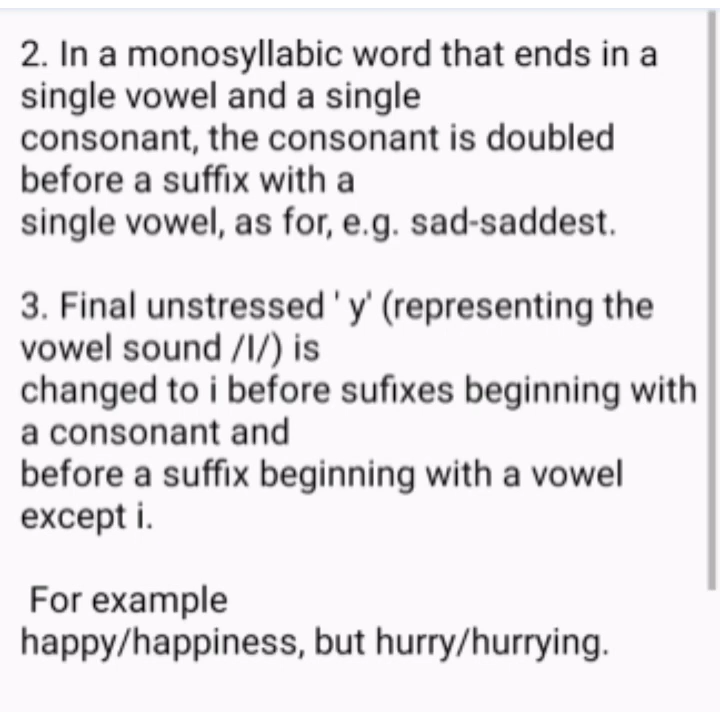 2. In a monosyllabic word that ends in a
single vowel and a single
consonant, the consonant is doubled
before a suffix with a
single vowel, as for, e.g. sad-saddest.
3. Final unstressed ' y' (representing the
vowel sound /I/) is
changed to i before sufixes beginning with
a consonant and
before a suffix beginning with a vowel
except i.
For example
happy/happiness, but hurry/hurrying.